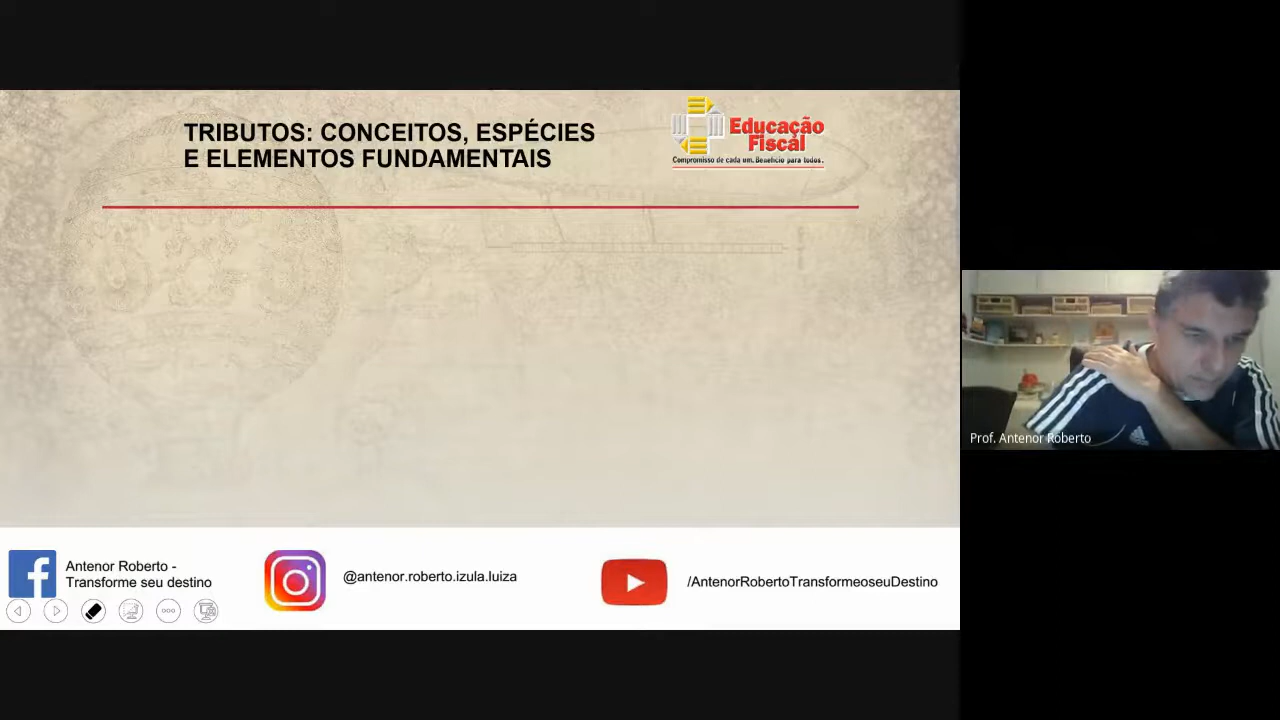 TRIBUTOS: CONCEITOS, ESPÉCIES
E ELEMENTOS FUNDAMENTAIS
Educação
Fiscal
Compromisso de cada um. Benefício para todos.
Prof. Antenor Roberto
Antenor Roberto -
Transforme seu destino
@antenor.roberto.izula.luiza
/AntenorRobertoTransformeoseuDestino